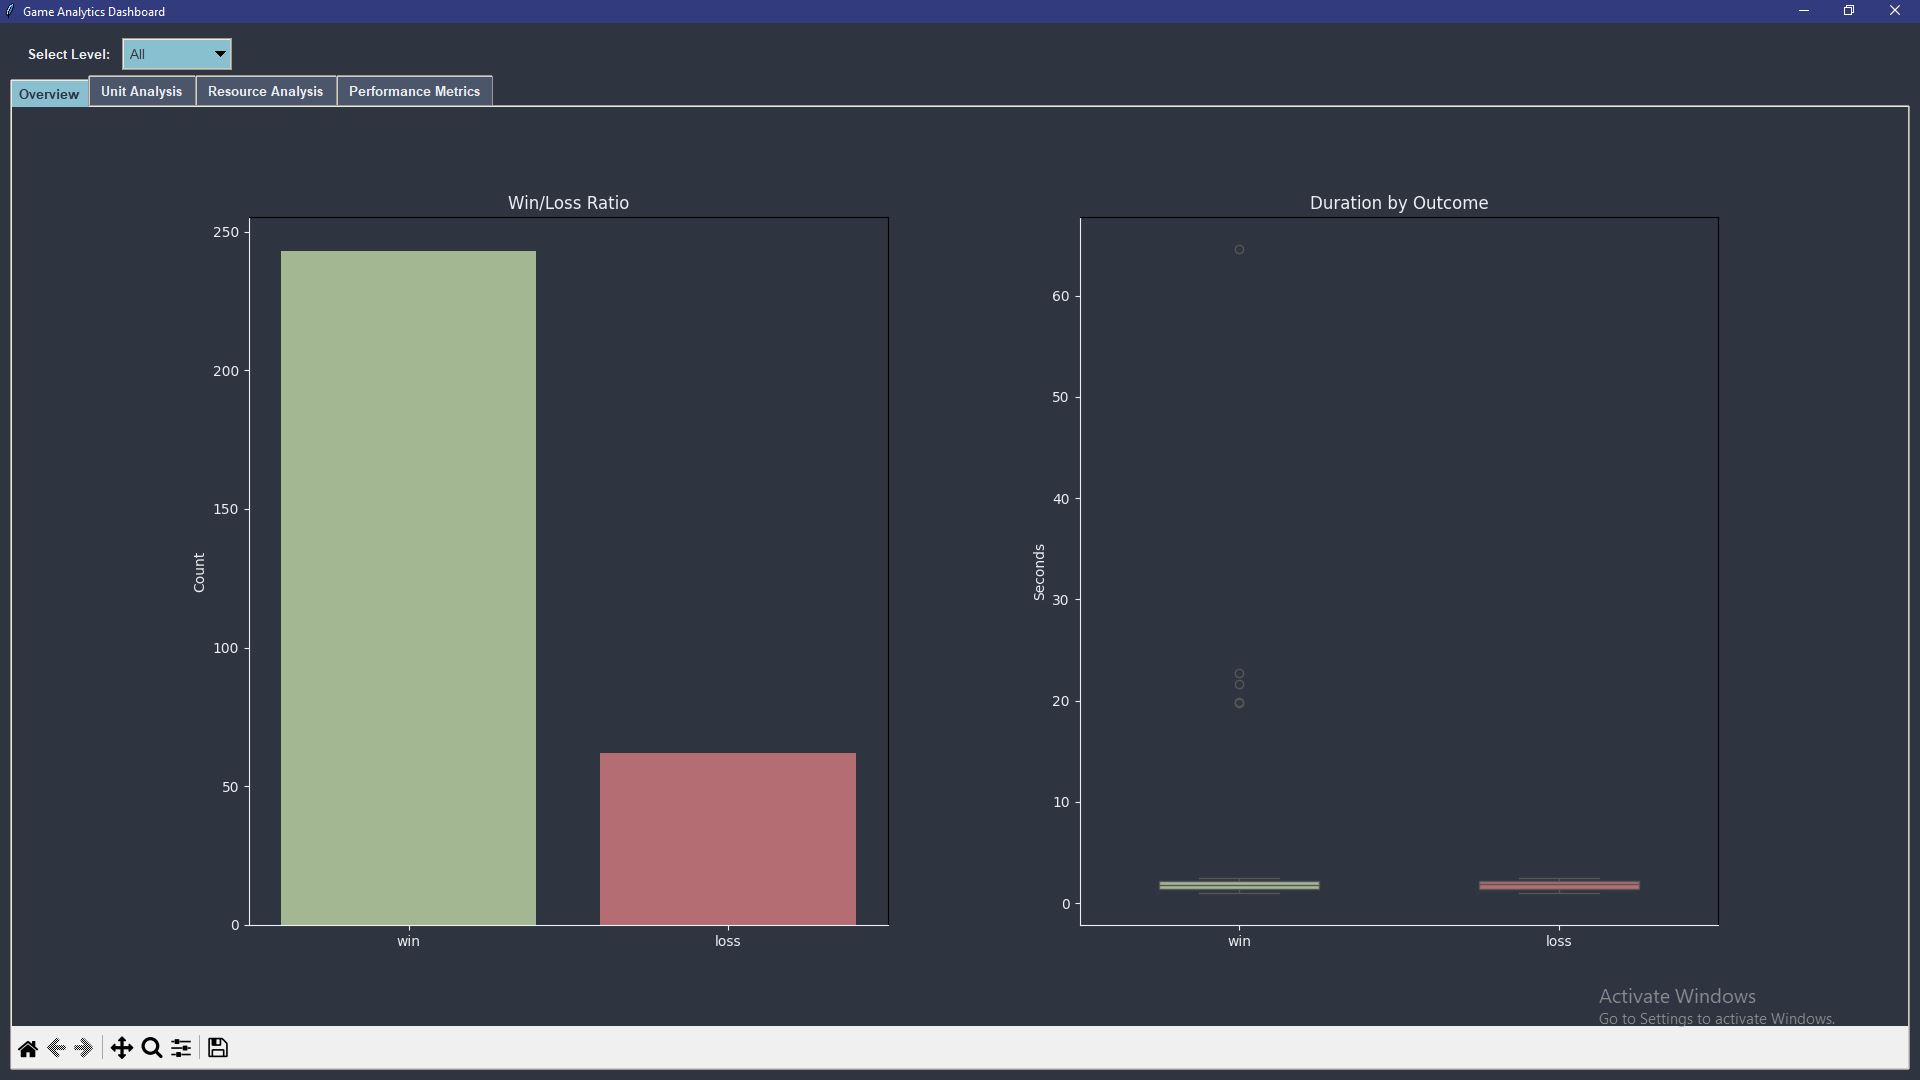 Game Analytics Dashboard
Select Level: All
Overview Unit Analysis Resource Analysis Performance Metrics
Win/Loss Ratio
250
200
150
100
50
0
Count
win loss
Duration by Outcome
60
50
40
30
20
10
0
Seconds
win loss
Activate Windows
Go to Settings to activate Windows.